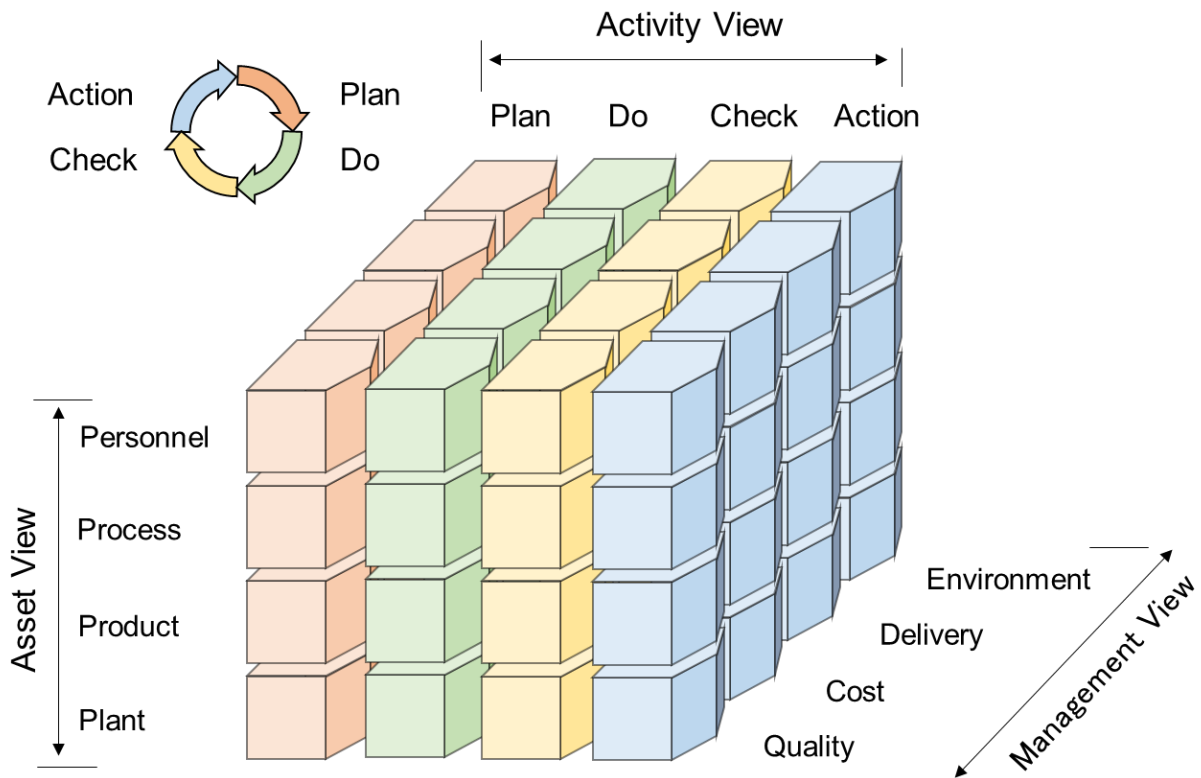 Activity View
Action
Plan
Check
Do
Plan
Do
Check
Action
Asset View
Personnel
Process
Product
Plant
Environment
Delivery
Cost
Quality
Management View